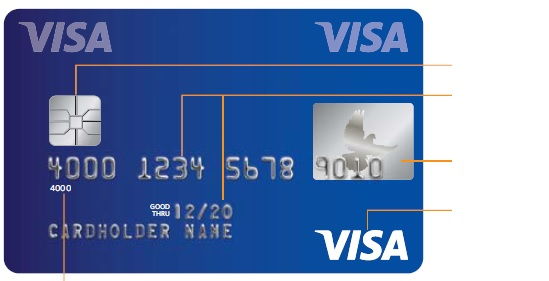 VISA VISA
4000 1234 5678 9010
4000
GOOD THRU 12/20
CARDHOLDER NAME
VISA